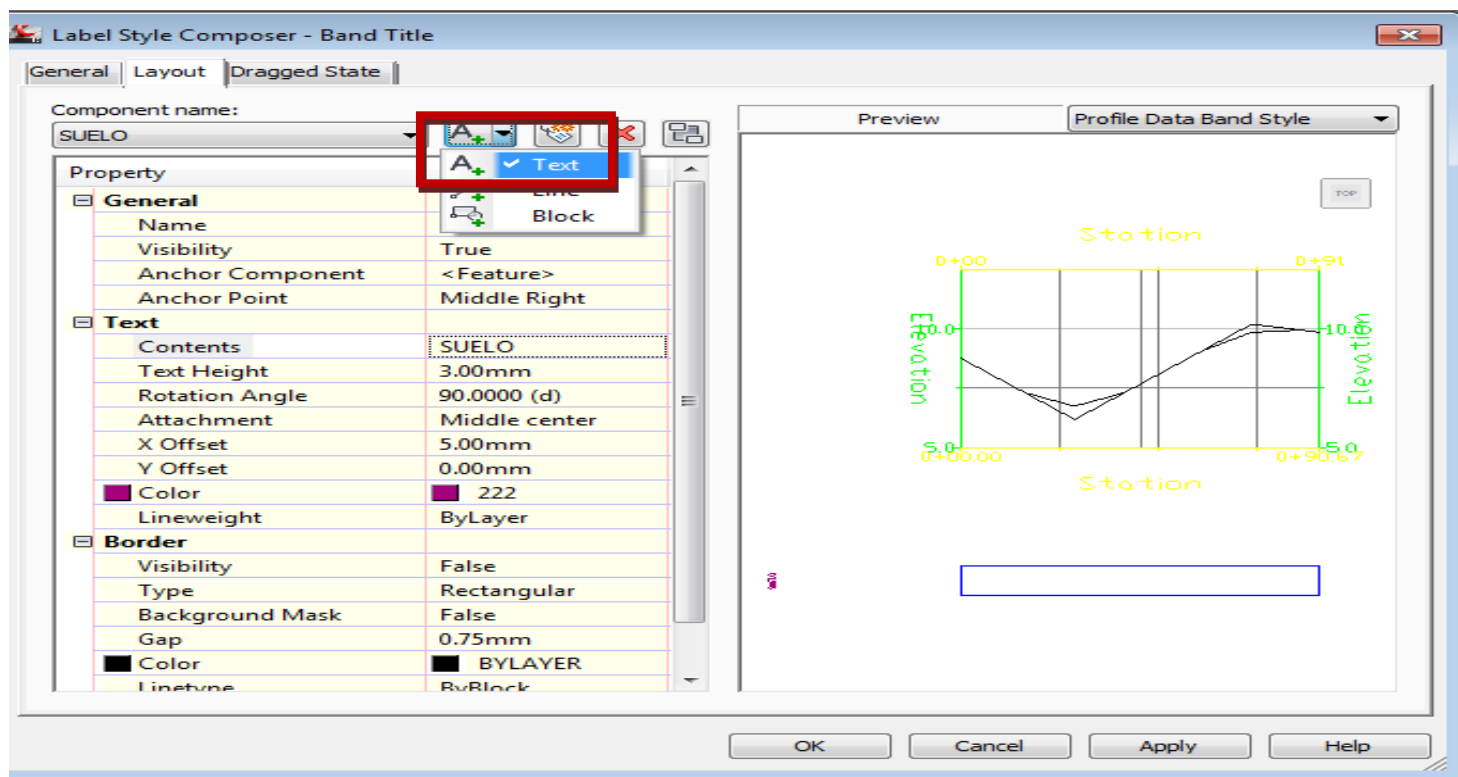 Label Style Composer - Band Title
General Layout Dragged State
Component name:
SUELO
Preview Profile Data Band Style
Property
Text
Line
Block
General
Name
Visibility True
Anchor Component <Feature>
Anchor Point Middle Right
Text
Contents SUELO
Text Height 3.00mm
Rotation Angle 90.0000 (d)
Attachment Middle center
X Offset 5.00mm
Y Offset 0.00mm
Color 222
Lineweight ByLayer
Border
Visibility False
Type Rectangular
Background Mask False
Gap 0.75mm
Color BYLAYER
Linetype ByBlock
TOP
Station
0+00 0+91
Elevation
10.0 10.0
Elevation
5.0 5.0
0+00.00 0+90.67
Station
OK Cancel Apply Help